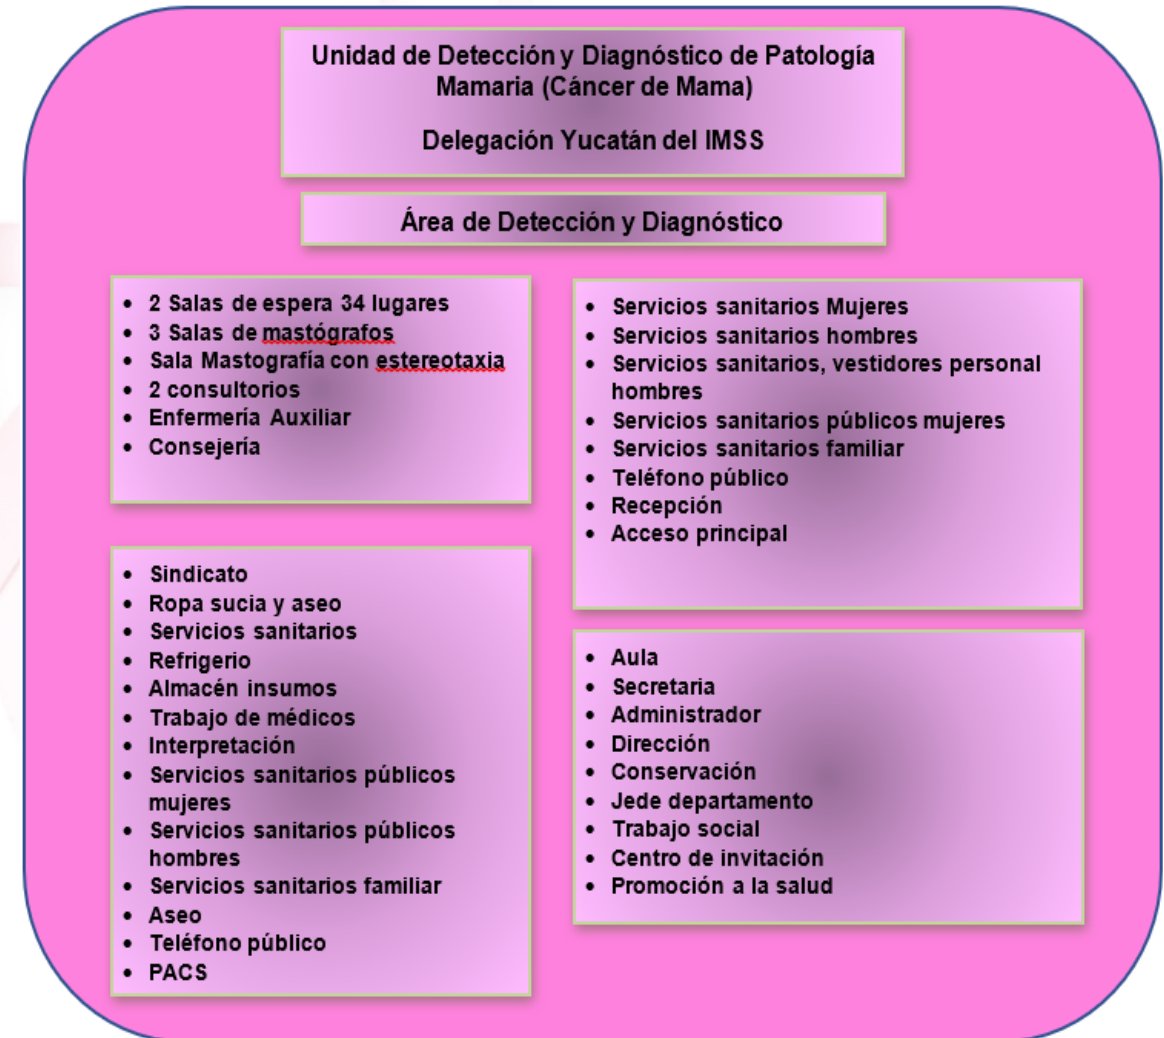 Unidad de Detección y Diagnóstico de Patología
Mamaria (Cáncer de Mama)
Delegación Yucatán del IMSS
Área de Detección y Diagnóstico
• 2 Salas de espera 34 lugares
• 3 Salas de mastógrafos
• Sala Mastografía con estereotaxia
• 2 consultorios
• Enfermería Auxiliar
• Consejería
• Servicios sanitarios Mujeres
• Servicios sanitarios hombres
• Servicios sanitarios, vestidores personal
hombres
• Servicios sanitarios públicos mujeres
• Servicios sanitarios familiar
• Teléfono público
• Recepción
• Acceso principal
• Sindicato
• Ropa sucia y aseo
• Servicios sanitarios
• Refrigerio
• Almacén insumos
• Trabajo de médicos
• Interpretación
• Servicios sanitarios públicos
mujeres
• Servicios sanitarios públicos
hombres
• Servicios sanitarios familiar
• Aseo
• Teléfono público
• PACS
• Aula
• Secretaria
• Administrador
• Dirección
• Conservación
• Jede departamento
• Trabajo social
• Centro de invitación
• Promoción a la salud